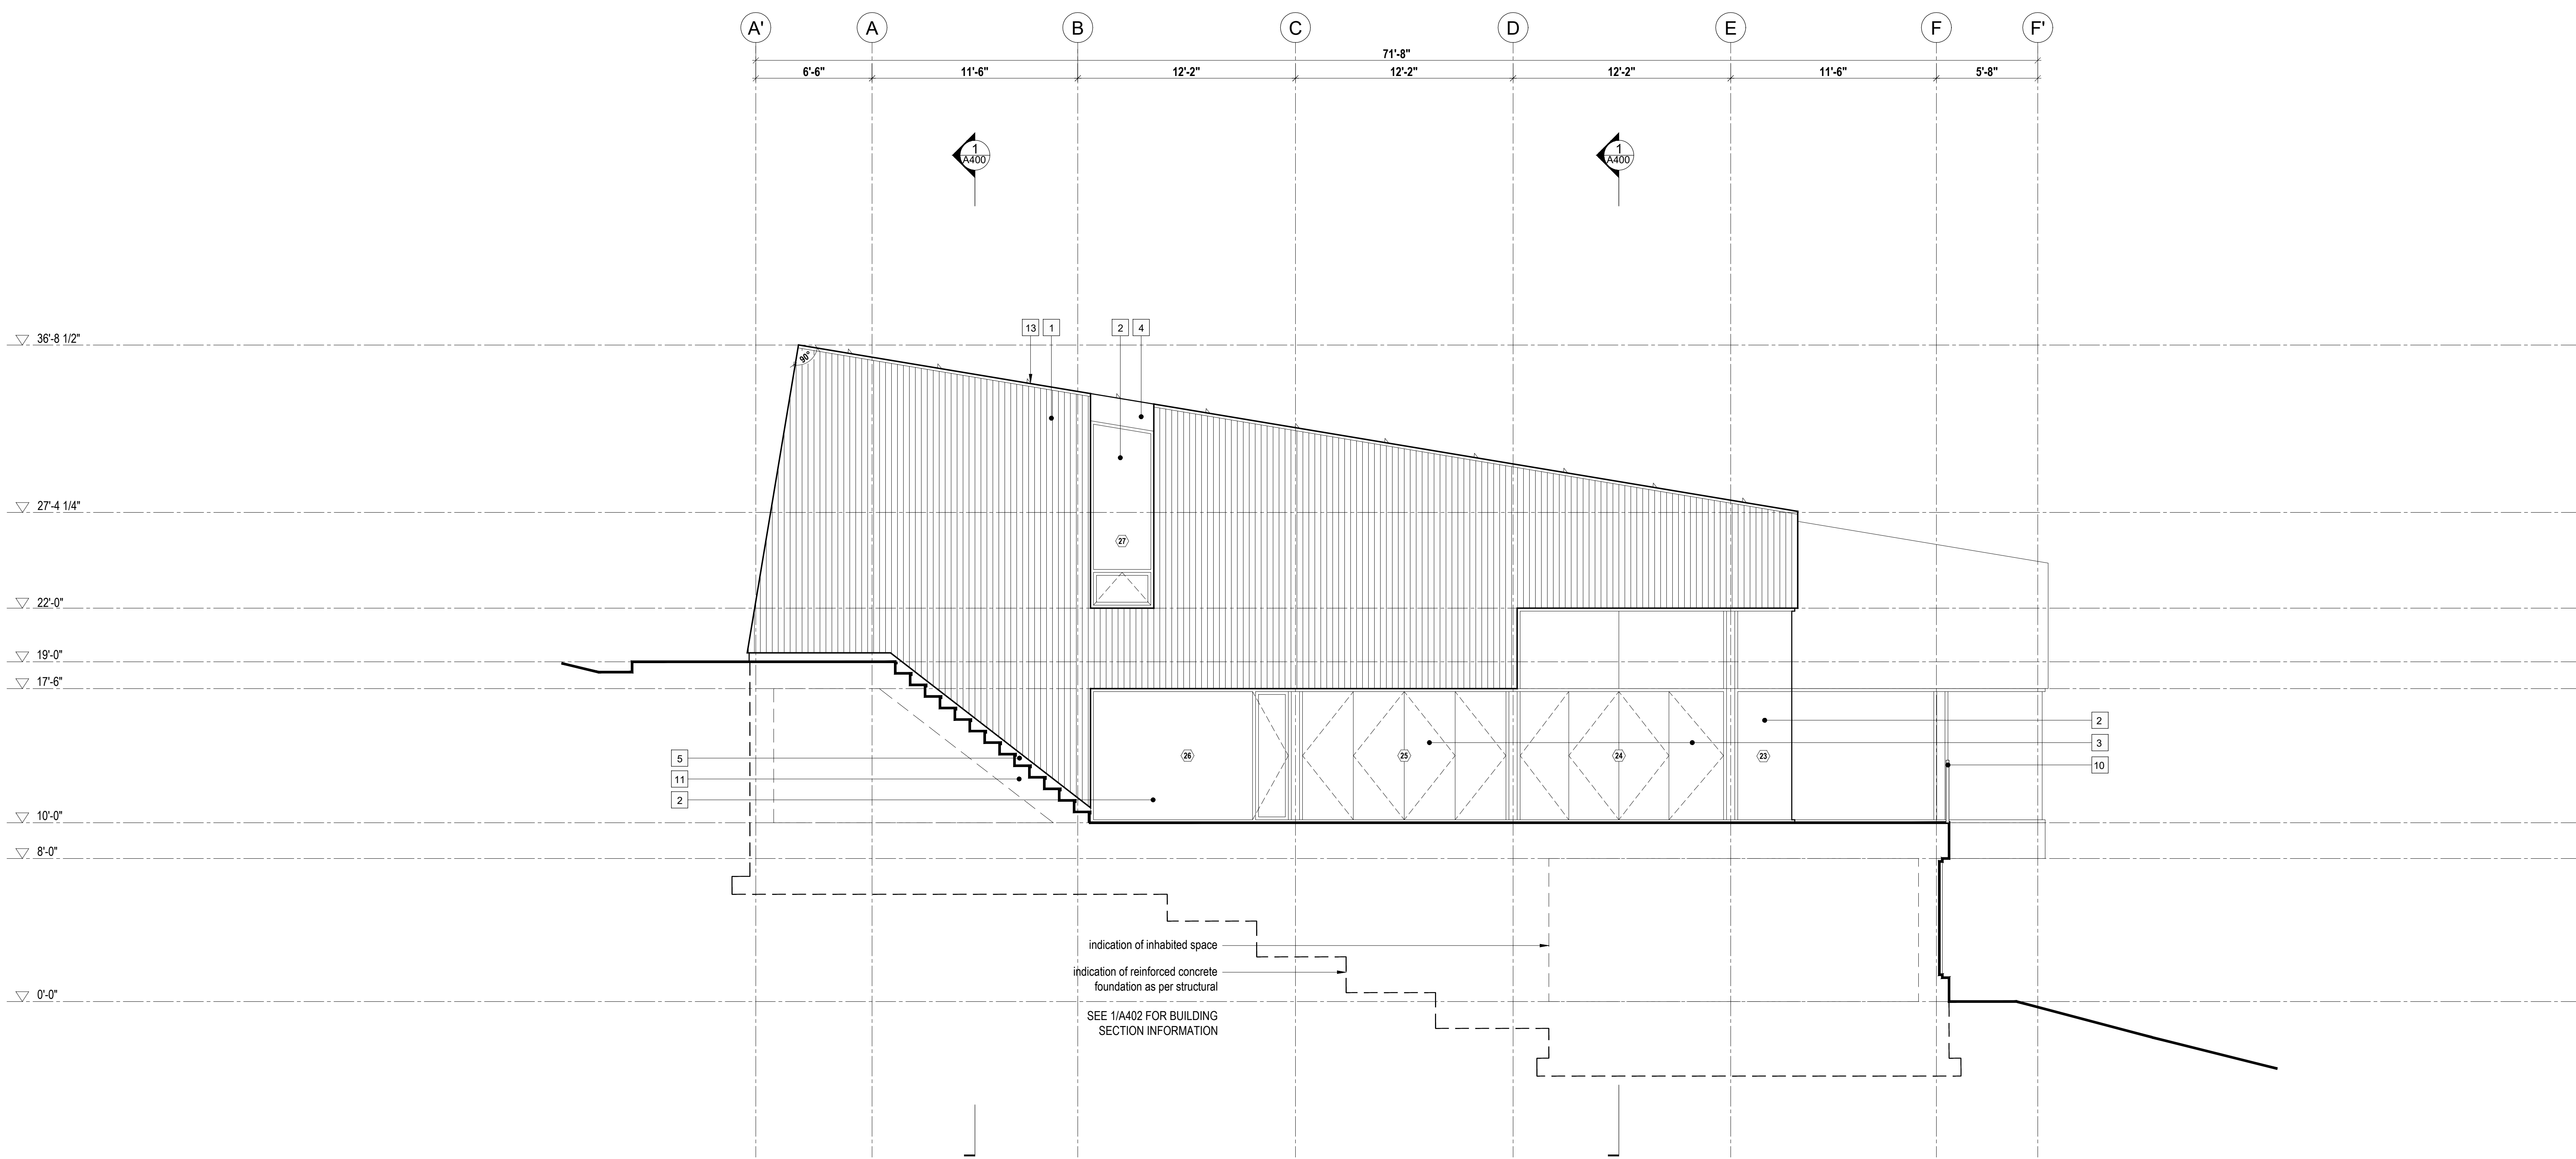 A' A B C D E F F'
71'-8"
6'-6" 11'-6" 12'-2" 12'-2" 12'-2" 11'-6" 5'-8"
1 1
A400 A400
13 1 2 4
36'-8 1/2"
90°
27'-4 1/4"
27
22'-0"
19'-0"
17'-6"
2
3
26 25 24 23
5
10
11
2
10'-0"
8'-0"
indication of inhabited space
indication of reinforced concrete
foundation as per structural
0'-0"
SEE 1/A402 FOR BUILDING
SECTION INFORMATION